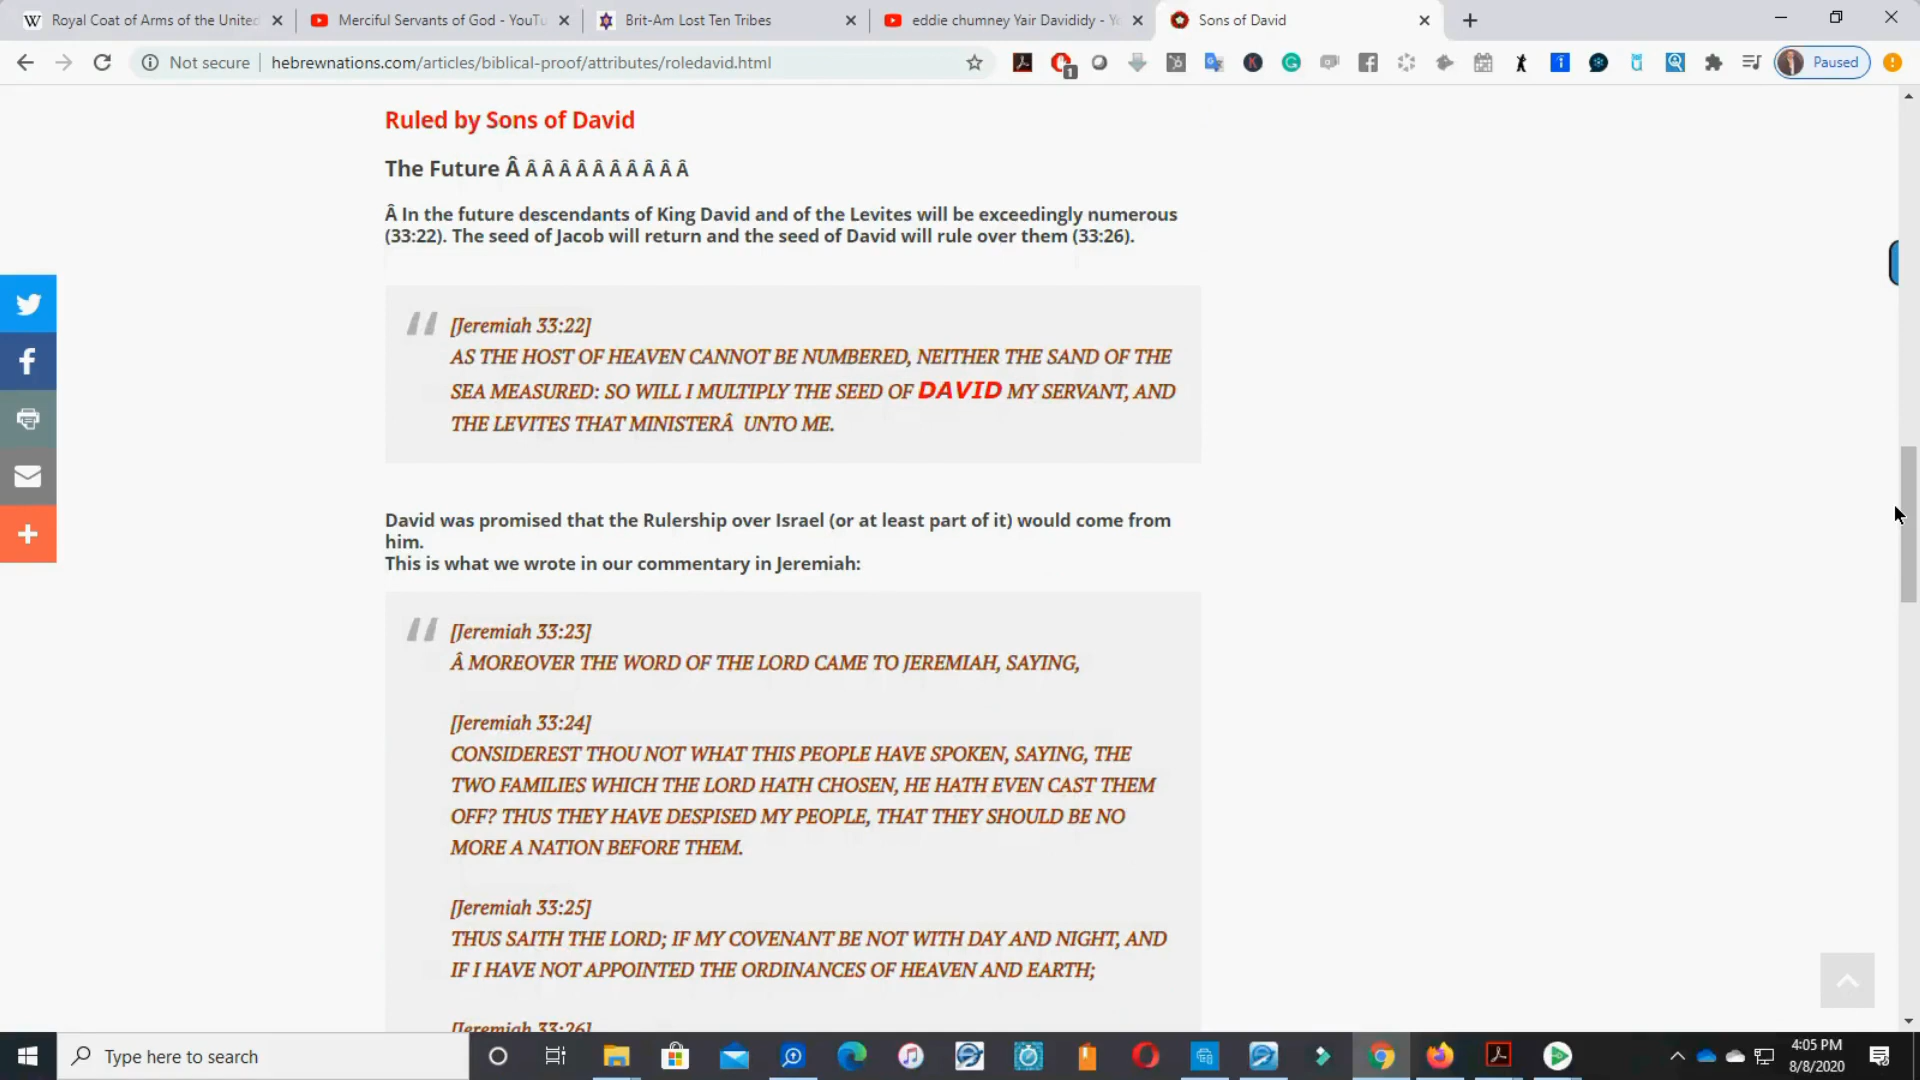 Royal Coat of Arms of the United
Merciful Servants of God - YouTu
Brit-Am Lost Ten Tribes
eddie chumney Yair Davididy - Yo
Sons of David
Not secure
hebrewnations.com/articles/biblical-proof/attributes/roledavid.html
1
Paused
Ruled by Sons of David
The Future Â Â Â Â Â Â Â Â Â Â Â
Â In the future descendants of King David and of the Levites will be exceedingly numerous
(33:22). The seed of Jacob will return and the seed of David will rule over them (33:26).
[Jeremiah 33:22]
AS THE HOST OF HEAVEN CANNOT BE NUMBERED, NEITHER THE SAND OF THE
SEA MEASURED: SO WILL I MULTIPLY THE SEED OF DAVID MY SERVANT, AND
THE LEVITES THAT MINISTERÂ UNTO ME.
David was promised that the Rulership over Israel (or at least part of it) would come from
him.
This is what we wrote in our commentary in Jeremiah:
[Jeremiah 33:23]
Â MOREOVER THE WORD OF THE LORD CAME TO JEREMIAH, SAYING,
[Jeremiah 33:24]
CONSIDEREST THOU NOT WHAT THIS PEOPLE HAVE SPOKEN, SAYING, THE
TWO FAMILIES WHICH THE LORD HATH CHOSEN, HE HATH EVEN CAST THEM
OFF? THUS THEY HAVE DESPISED MY PEOPLE, THAT THEY SHOULD BE NO
MORE A NATION BEFORE THEM.
[Jeremiah 33:25]
THUS SAITH THE LORD; IF MY COVENANT BE NOT WITH DAY AND NIGHT, AND
IF I HAVE NOT APPOINTED THE ORDINANCES OF HEAVEN AND EARTH;
[Jeremiah 33:26]
Type here to search
4:05 PM
8/8/2020